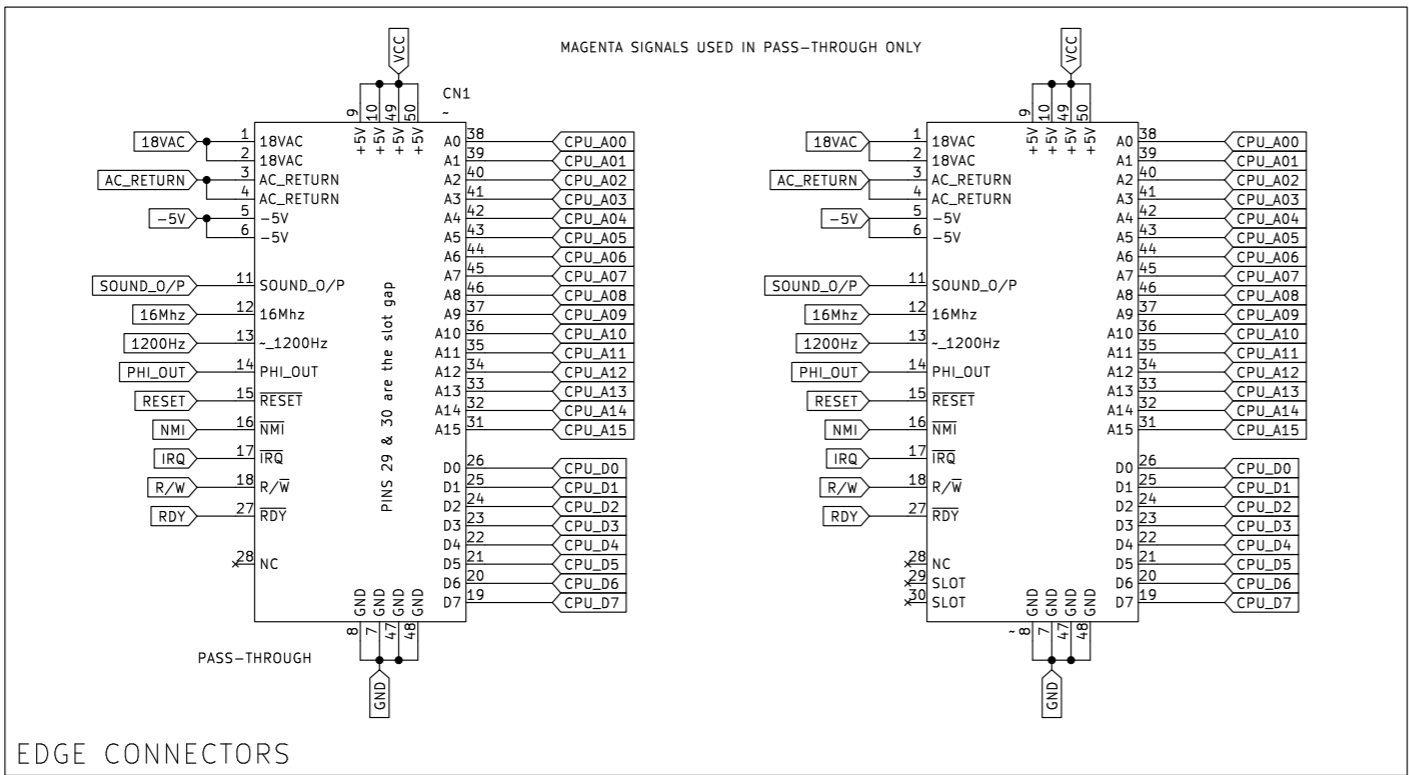 MAGENTA SIGNALS USED IN PASS-THROUGH ONLY
VCC
CN1
~
9 10 49 50
+5V +5V +5V +5V
18VAC 1 18VAC A0 38 CPU_A00
2 18VAC A1 39 CPU_A01
AC_RETURN 3 AC_RETURN A2 40 CPU_A02
4 AC_RETURN A3 41 CPU_A03
-5V 5 -5V A4 42 CPU_A04
6 -5V A5 43 CPU_A05
A6 44 CPU_A06
SOUND_O/P 11 SOUND_O/P A7 45 CPU_A07
A8 46 CPU_A08
16Mhz 12 16Mhz A9 37 CPU_A09
A10 36 CPU_A10
1200Hz 13 ~_1200Hz A11 35 CPU_A11
PHI_OUT 14 PHI_OUT A12 34 CPU_A12
A13 33 CPU_A13
RESET 15 RESET A14 32 CPU_A14
NMI 16 NMI A15 31 CPU_A15
IRQ 17 IRQ D0 26 CPU_D0
R/W 18 R/W D1 25 CPU_D1
D2 24 CPU_D2
RDY 27 RDY D3 23 CPU_D3
D4 22 CPU_D4
28 NC D5 21 CPU_D5
D6 20 CPU_D6
D7 19 CPU_D7
PINS 29 & 30 are the slot gap
GND GND GND GND
8 7 47 48
PASS-THROUGH
GND
VCC
9 10 49 50
+5V +5V +5V +5V
18VAC 1 18VAC A0 38 CPU_A00
2 18VAC A1 39 CPU_A01
AC_RETURN 3 AC_RETURN A2 40 CPU_A02
4 AC_RETURN A3 41 CPU_A03
-5V 5 -5V A4 42 CPU_A04
6 -5V A5 43 CPU_A05
A6 44 CPU_A06
SOUND_O/P 11 SOUND_O/P A7 45 CPU_A07
A8 46 CPU_A08
16Mhz 12 16Mhz A9 37 CPU_A09
A10 36 CPU_A10
1200Hz 13 ~_1200Hz A11 35 CPU_A11
PHI_OUT 14 PHI_OUT A12 34 CPU_A12
A13 33 CPU_A13
RESET 15 RESET A14 32 CPU_A14
NMI 16 NMI A15 31 CPU_A15
IRQ 17 IRQ D0 26 CPU_D0
R/W 18 R/W D1 25 CPU_D1
D2 24 CPU_D2
RDY 27 RDY D3 23 CPU_D3
D4 22 CPU_D4
28 NC D5 21 CPU_D5
29 SLOT D6 20 CPU_D6
30 SLOT D7 19 CPU_D7
GND GND GND GND
~ 8 7 47 48
GND
EDGE CONNECTORS